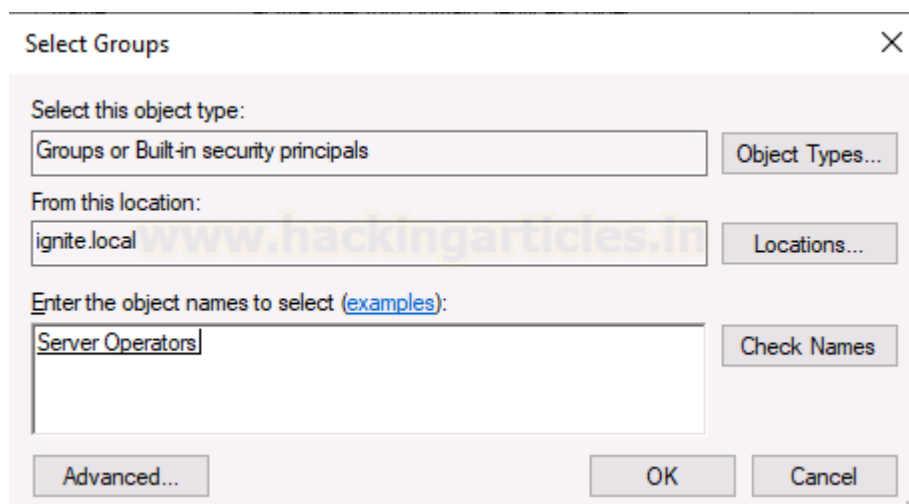 Select Groups
Select this object type:
Groups or Built-in security principals
Object Types...
From this location:
www.hackingarticles.in
ignite.local
Locations...
Enter the object names to select (examples):
Server Operators
Check Names
Advanced...
OK
Cancel